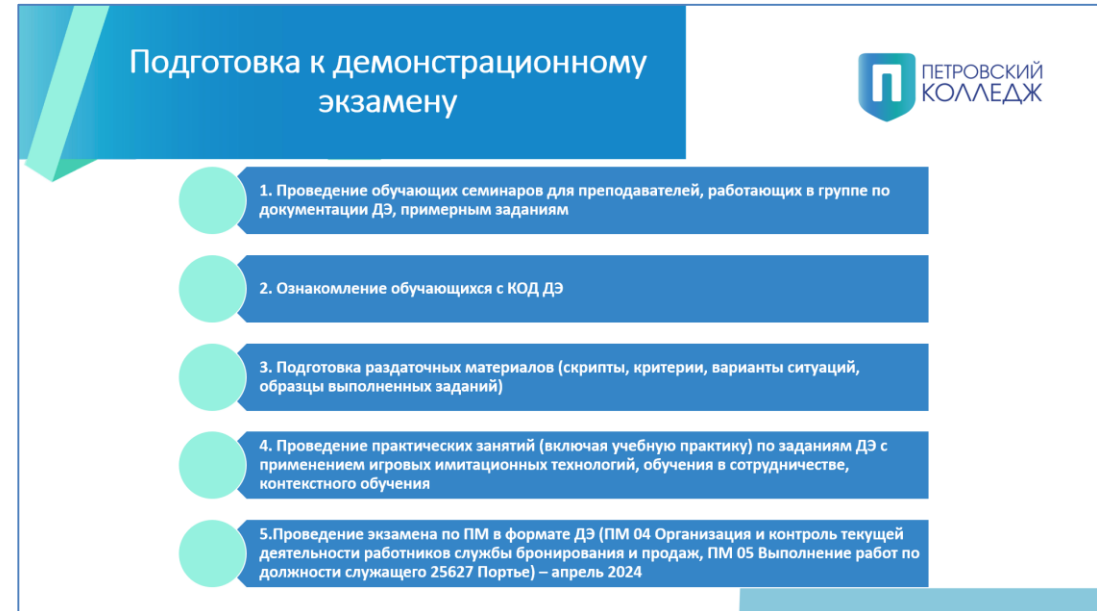 Подготовка к демонстрационному
экзамену
ПЕТРОВСКИЙ
КОЛЛЕДЖ
1. Проведение обучающих семинаров для преподавателей, работающих в группе по
документации ДЭ, примерным заданиям
2. Ознакомление обучающихся с КОД ДЭ
3. Подготовка раздаточных материалов (скрипты, критерии, варианты ситуаций,
образцы выполненных заданий)
4. Проведение практических занятий (включая учебную практику) по заданиям ДЭ с
применением игровых имитационных технологий, обучения в сотрудничестве,
контекстного обучения
5.Проведение экзамена по ПМ в формате ДЭ (ПМ 04 Организация и контроль текущей
деятельности работников службы бронирования и продаж, ПМ 05 Выполнение работ по
должности служащего 25627 Портье) – апрель 2024